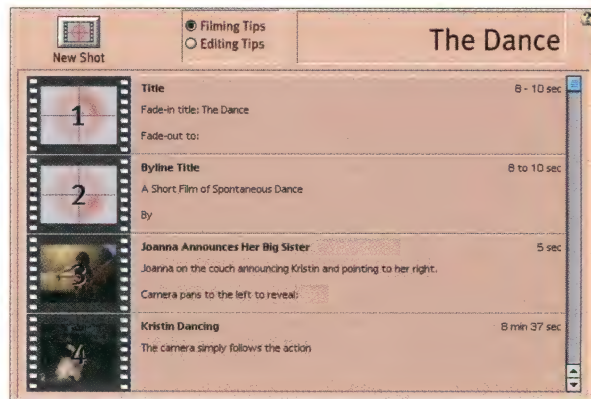 New Shot
Filming Tips
Editing Tips
The Dance
?
1
Title
8 - 10 sec
Fade-in title: The Dance
Fade-out to:
2
Byline Title
8 to 10 sec
A Short Film of Spontaneous Dance
By
3
Joanna Announces Her Big Sister
5 sec
Joanna on the couch announcing Kristin and pointing to her right.
Camera pans to the left to reveal:
4
Kristin Dancing
8 min 37 sec
The camera simply follows the action